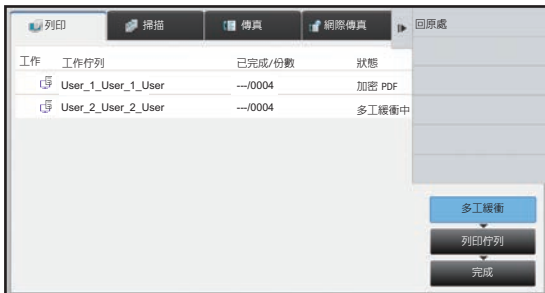 列印 掃描 傳真 網際傳真 回原處
工作 工作佇列 已完成/份數 狀態
User_1_User_1_User ---/0004 加密 PDF
User_2_User_2_User ---/0004 多工緩衝中
多工緩衝
列印佇列
完成